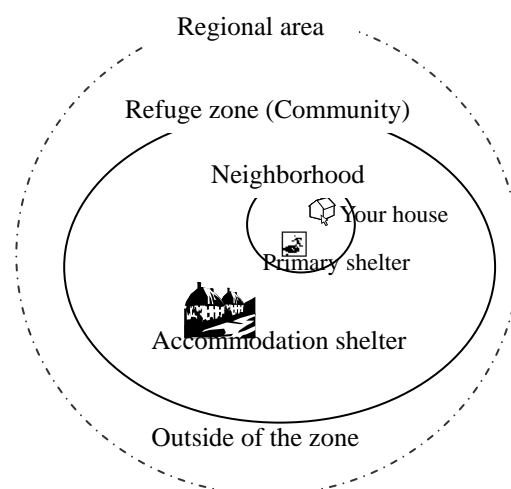 Regional area
Refuge zone (Community)
Neighborhood
Your house
Primary shelter
Accommodation shelter
Outside of the zone